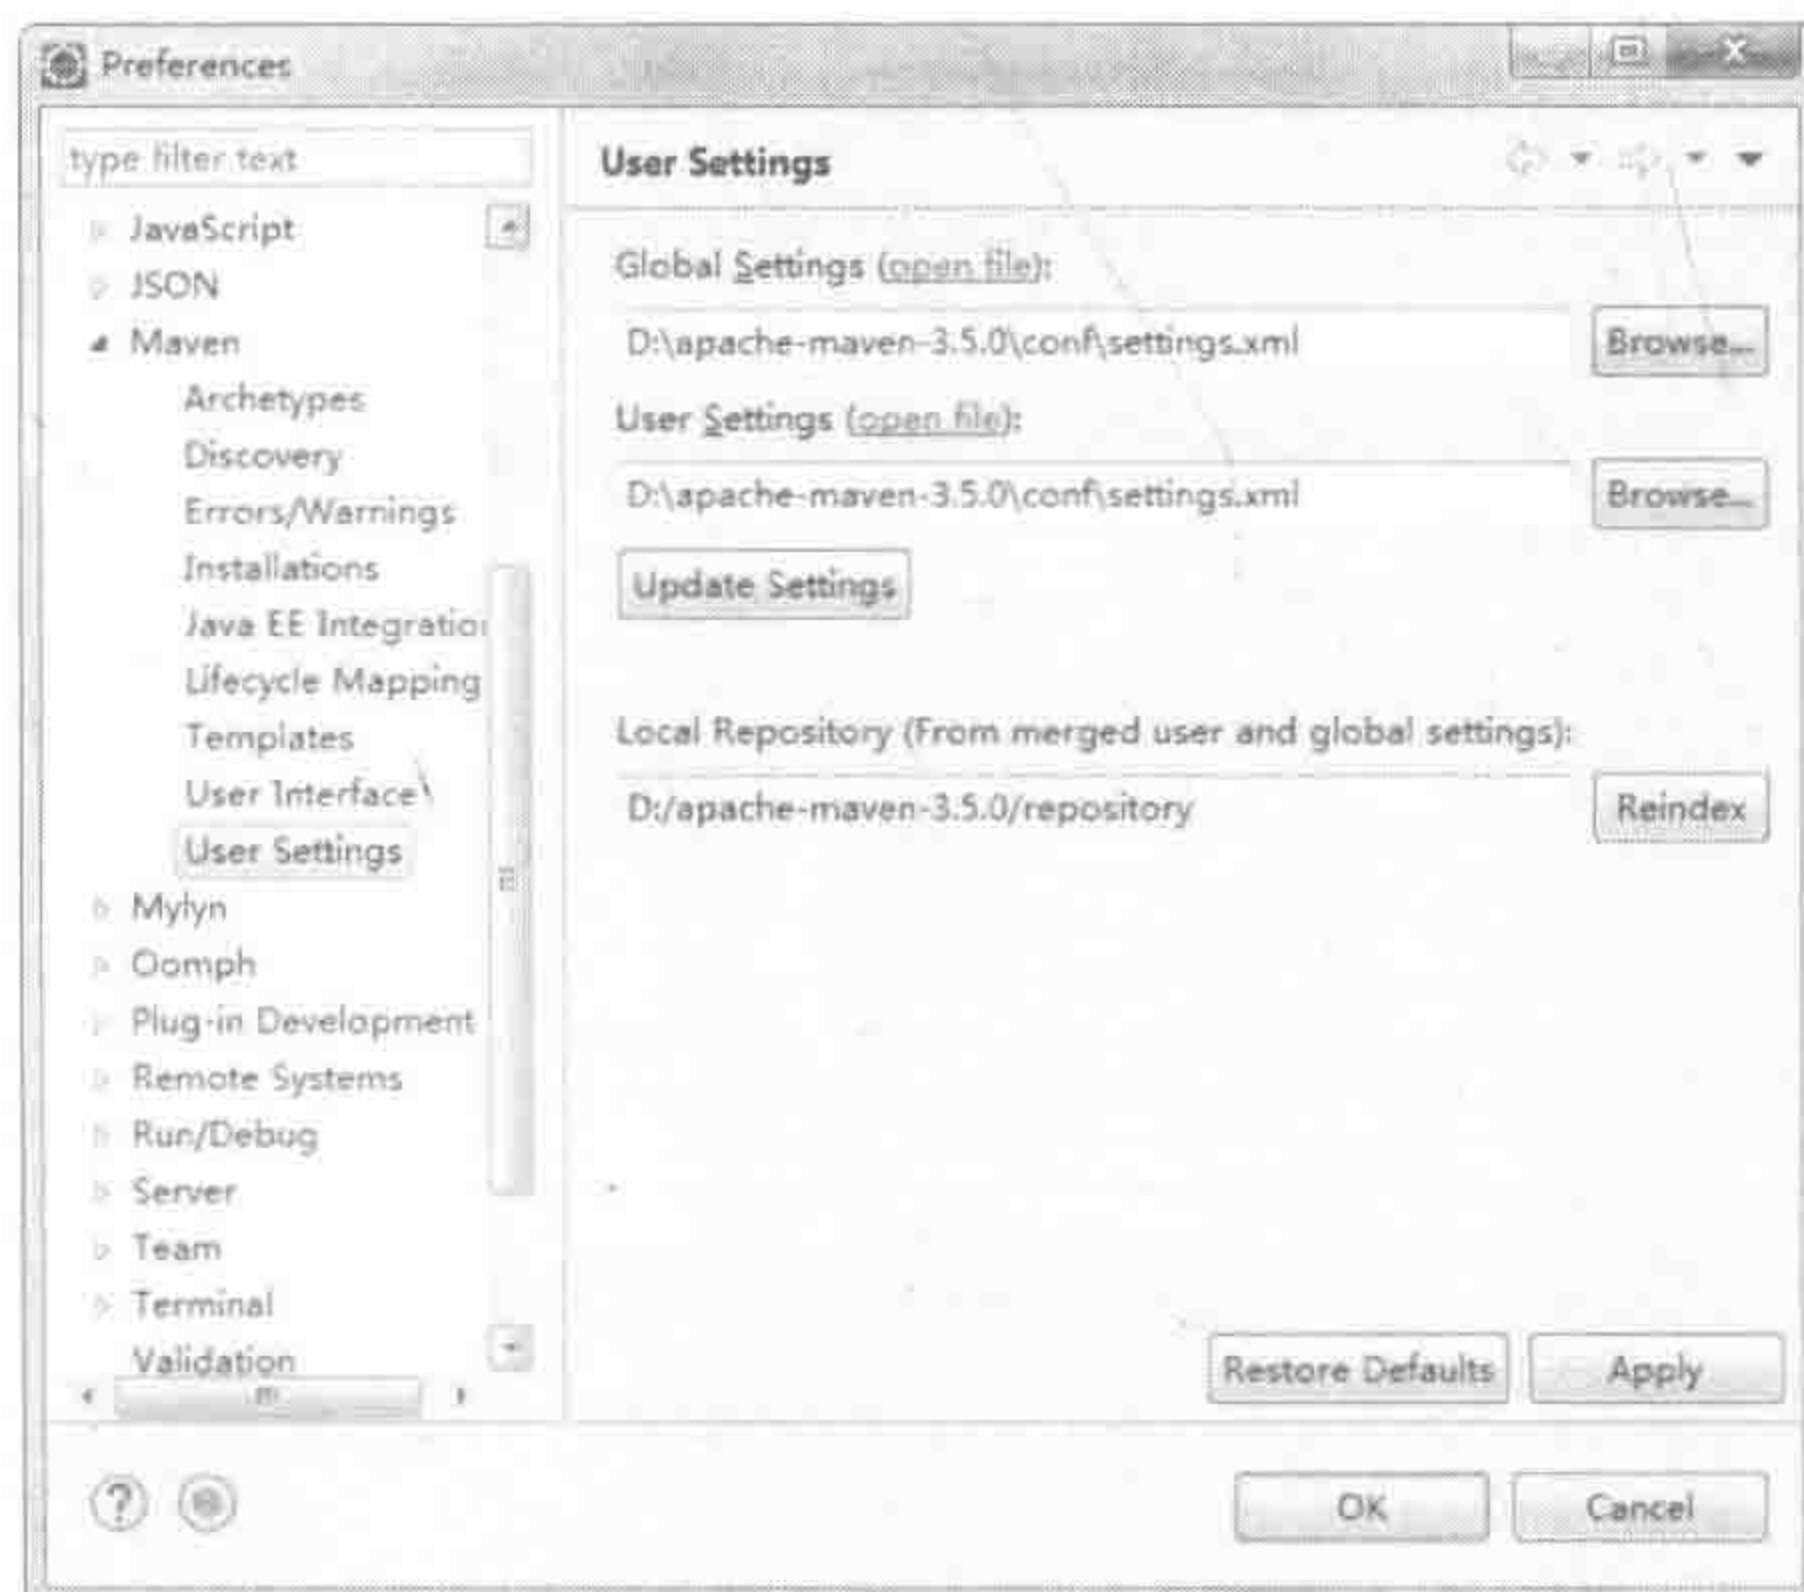 Preferences
type filter text
JavaScript
JSON
Maven
Archetypes
Discovery
Errors/Warnings
Installations
Java EE Integratio
Lifecycle Mapping
Templates
User Interface
User Settings
Mylyn
Oomph
Plug-in Development
Remote Systems
Run/Debug
Server
Team
Terminal
Validation
User Settings
Global Settings (open file):
D:\apache-maven-3.5.0\conf\settings.xml
Browse...
User Settings (open file):
D:\apache-maven-3.5.0\conf\settings.xml
Browse...
Update Settings
Local Repository (From merged user and global settings):
D:/apache-maven-3.5.0/repository
Reindex
Restore Defaults
Apply
OK
Cancel